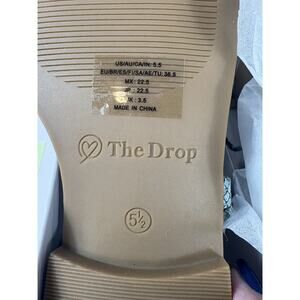 US/AU/CA/IN: 5.5
EU/BR/ES/FI/SA/AE/TU: 36.5
MX: 22.5
JP : 22.5
UK : 3.5
MADE IN CHINA
The Drop
5½